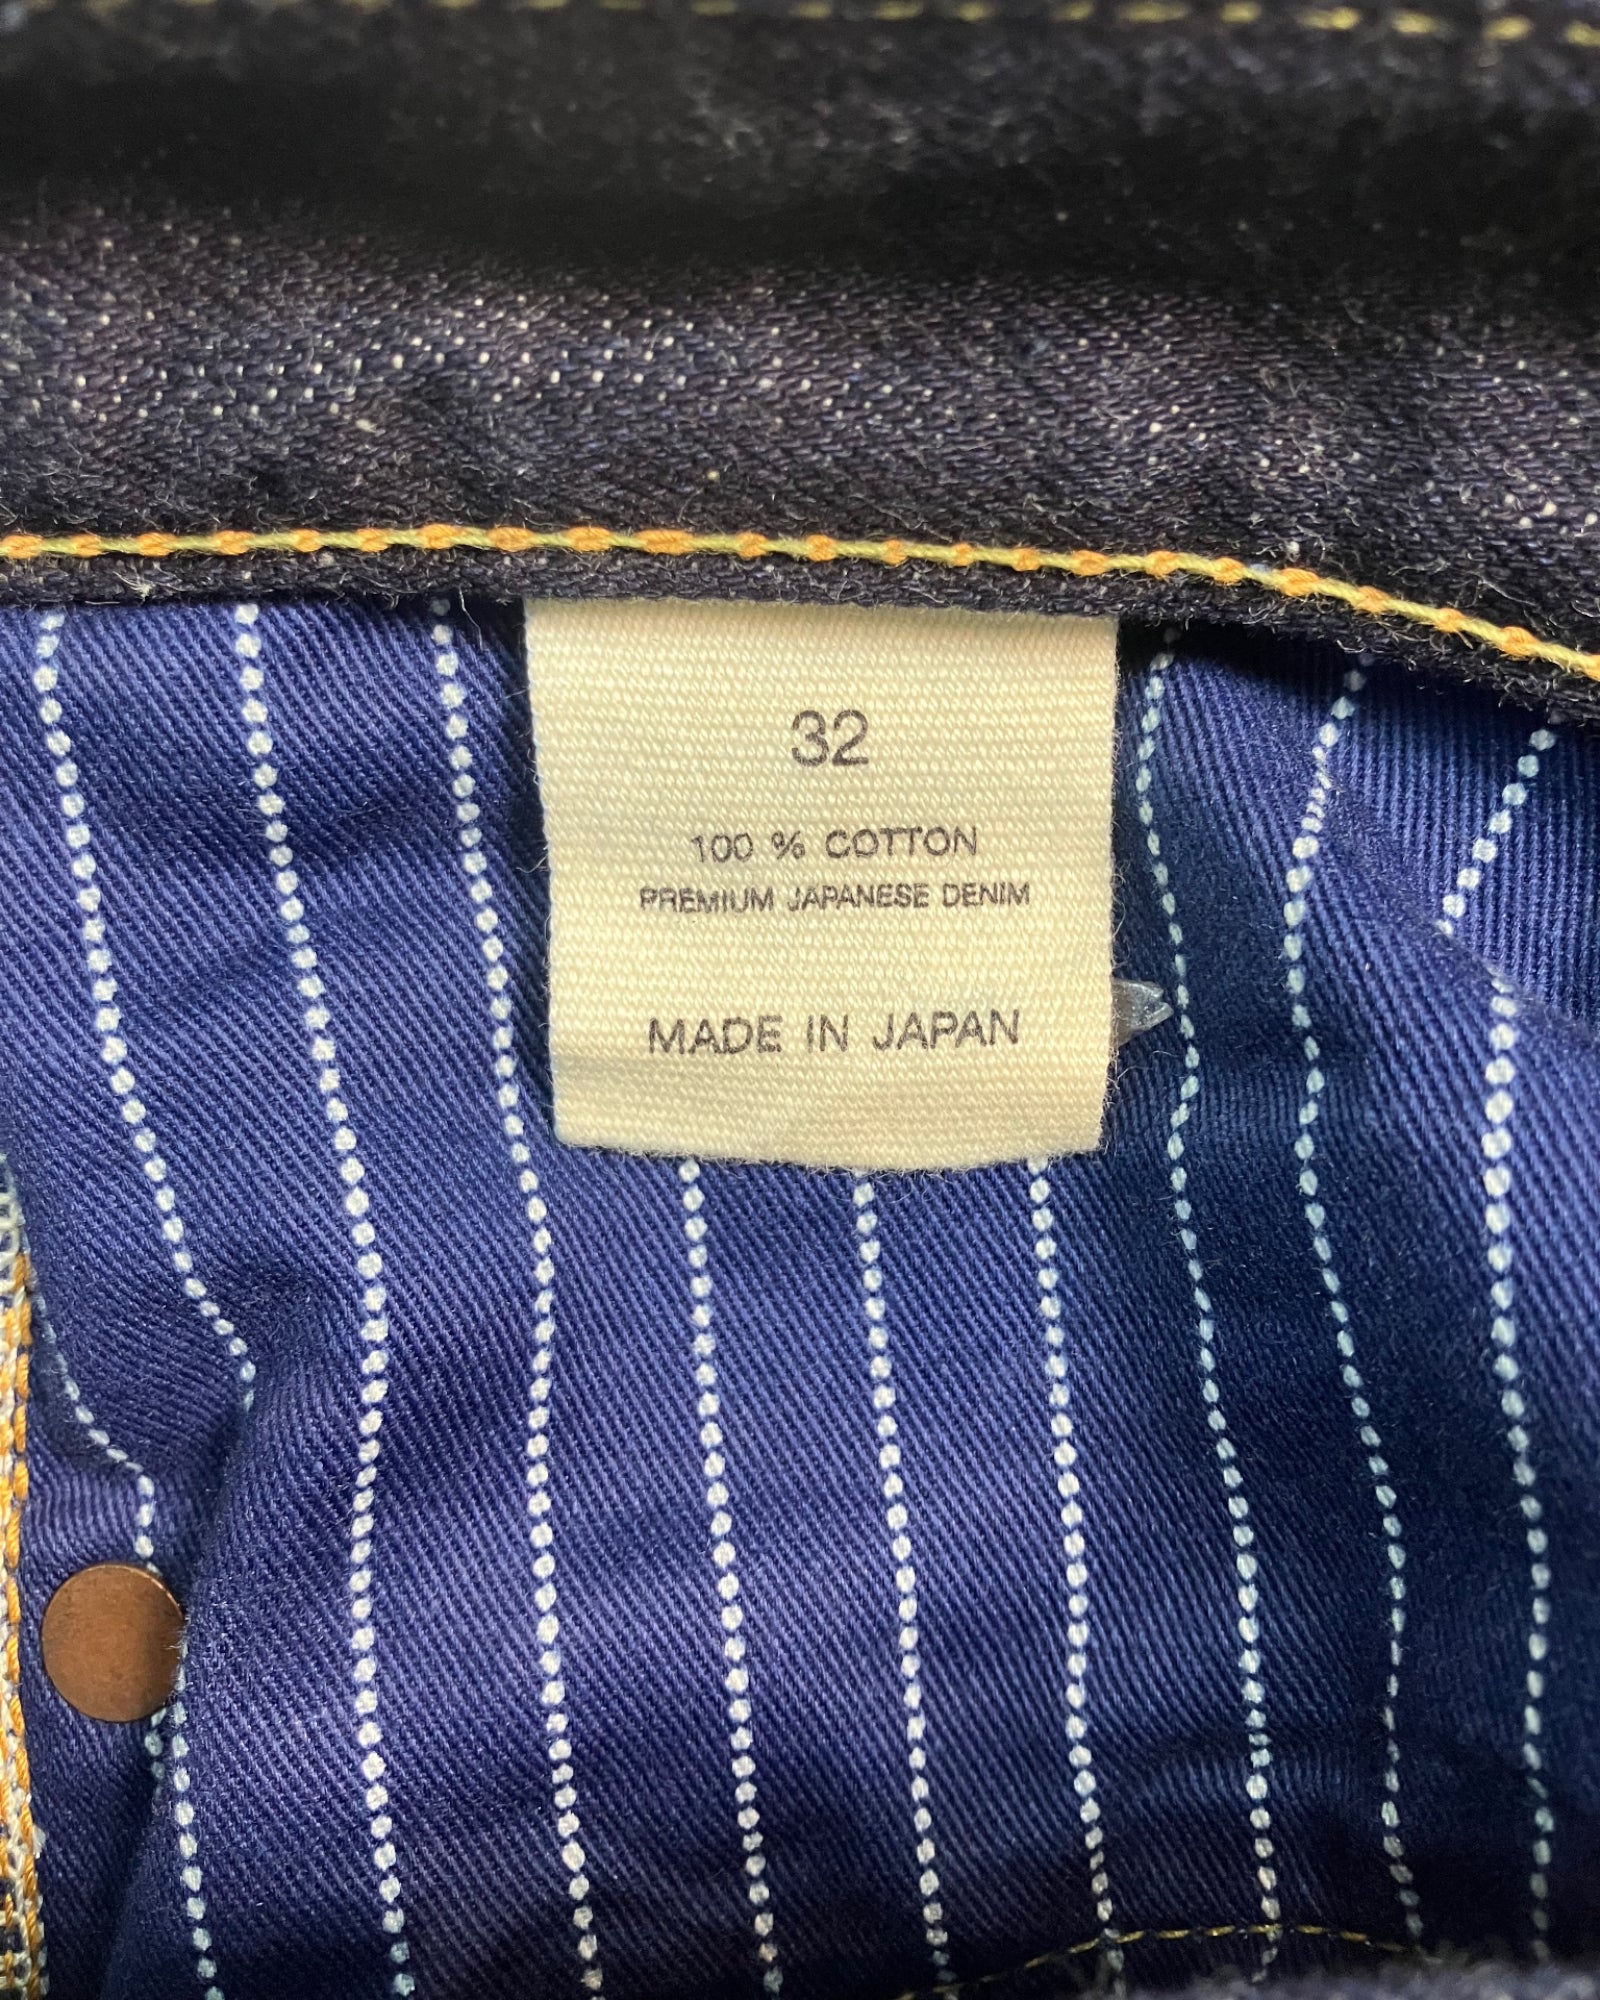 32
100 % COTTON
PREMIUM JAPANESE DENIM
MADE IN JAPAN